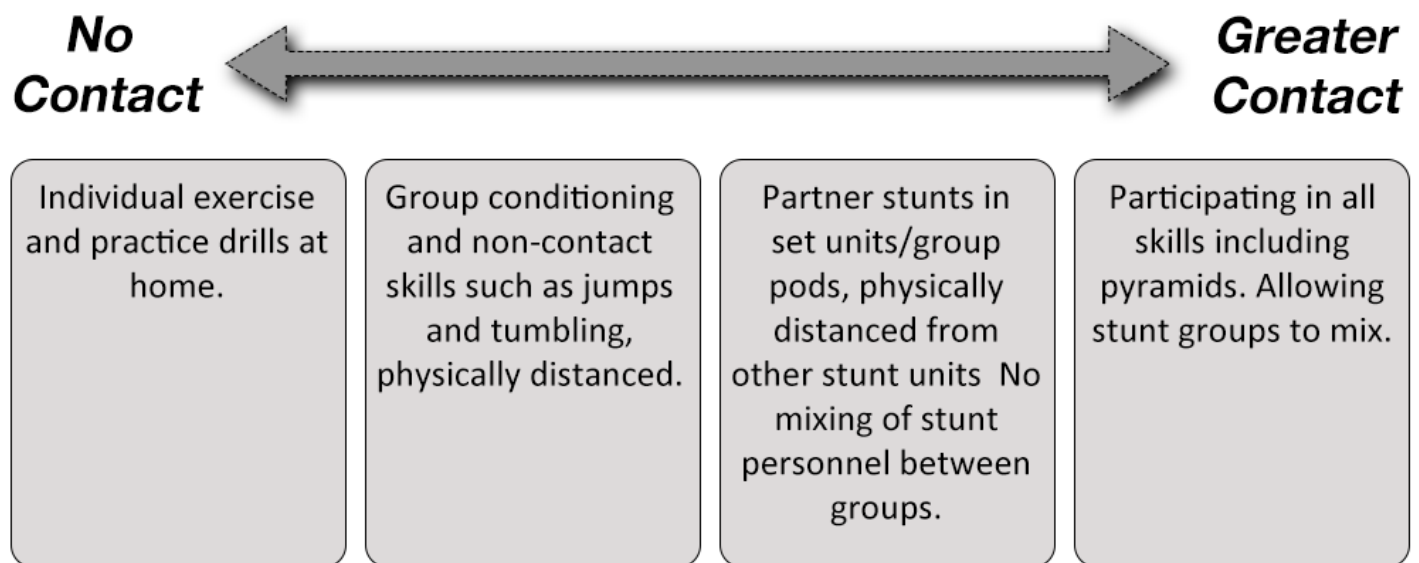 No
Contact
Greater
Contact
Individual exercise
and practice drills at
home.
Group conditioning
and non-contact
skills such as jumps
and tumbling,
physically distanced.
Partner stunts in
set units/group
pods, physically
distanced from
other stunt units  No
mixing of stunt
personnel between
groups.
Participating in all
skills including
pyramids. Allowing
stunt groups to mix.